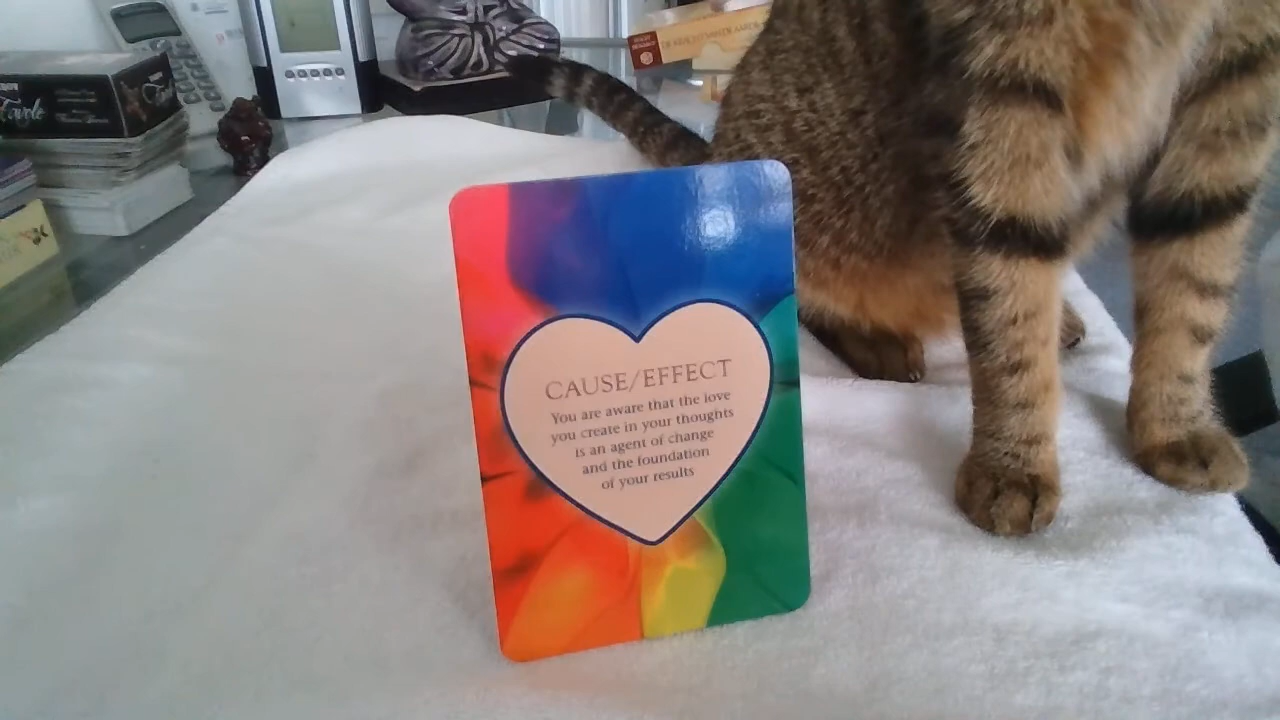 CAUSE/EFFECT
You are aware that the love
you create in your thoughts
is an agent of change
and the foundation
of your results